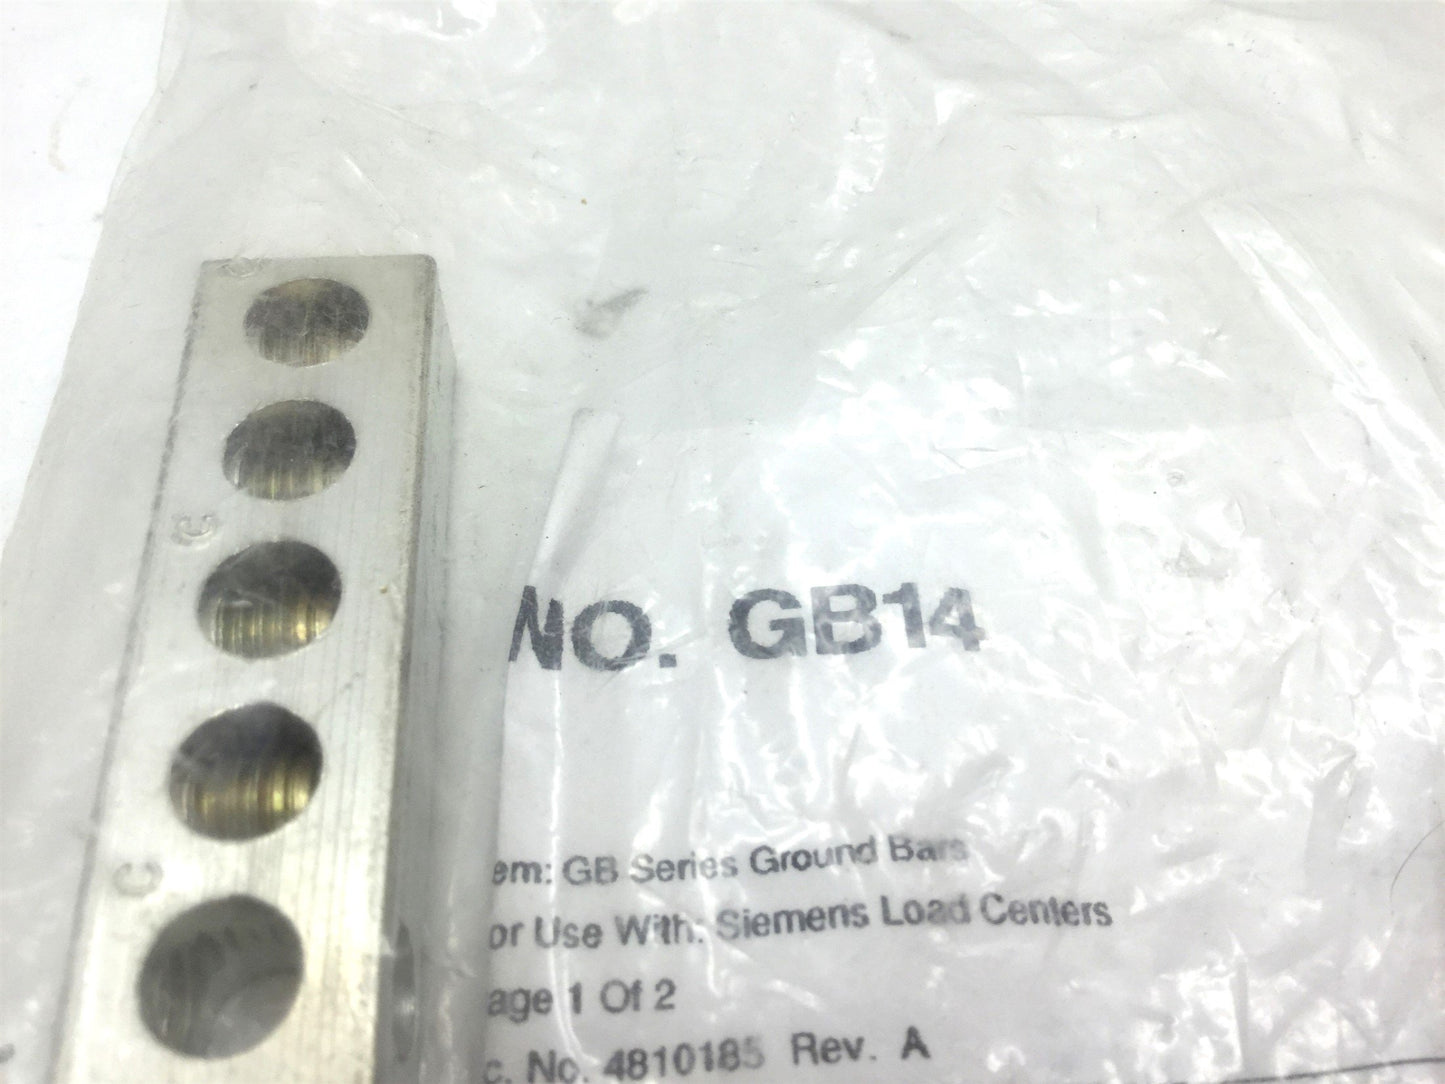 NO. GB14
em: GB Series Ground Bars
or Use With: Siemens Load Centers
age 1 Of 2
c. No. 4810185 Rev. A
C
C